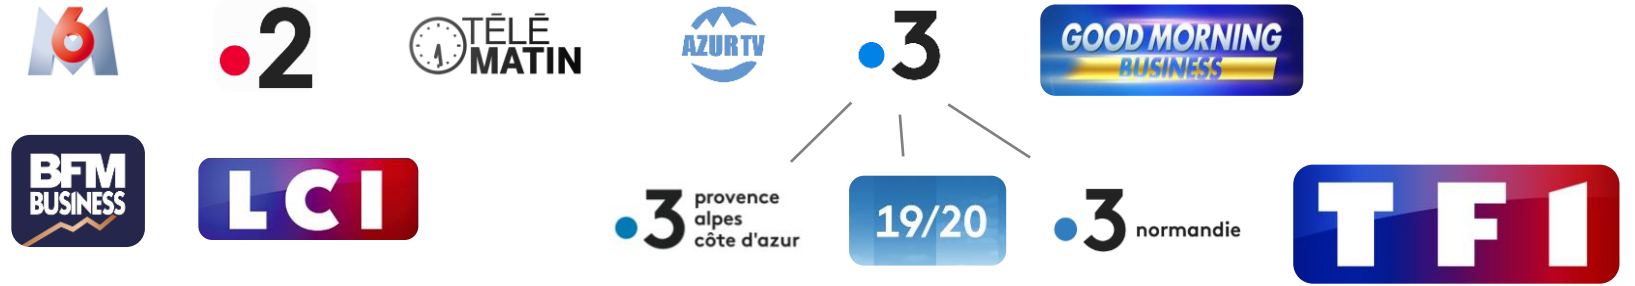 M6
2
TÉLÉ
MATIN
AZUR TV
3
GOOD MORNING
BUSINESS
BFM
BUSINESS
LCI
3 provence
alpes
côte d'azur
19/20
3 normandie
TF1